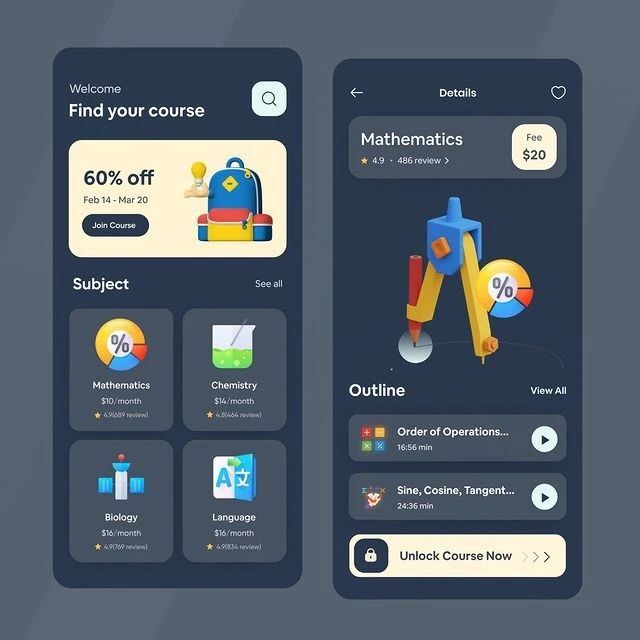 Welcome
Find your course
60% off
Feb 14 - Mar 20
Join Course
Subject
See all
%
Mathematics
$10/month
4.9(689 review)
Chemistry
$14/month
4.8(464 review)
Biology
$16/month
4.9(769 review)
A文
Language
$16/month
4.9(834 review)
Details
Mathematics
4.9 • 486 review
Fee
$20
%
Outline
View All
Order of Operations...
16:56 min
Sine, Cosine, Tangent...
24:36 min
Unlock Course Now